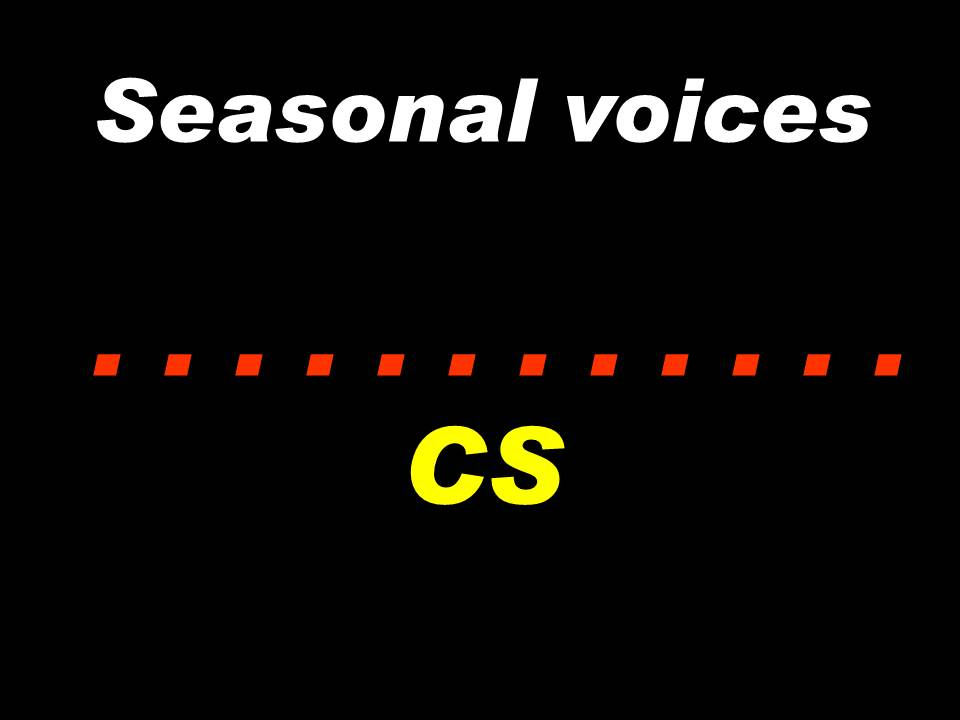 Seasonal voices
. . . . . . . . . . . .
CS